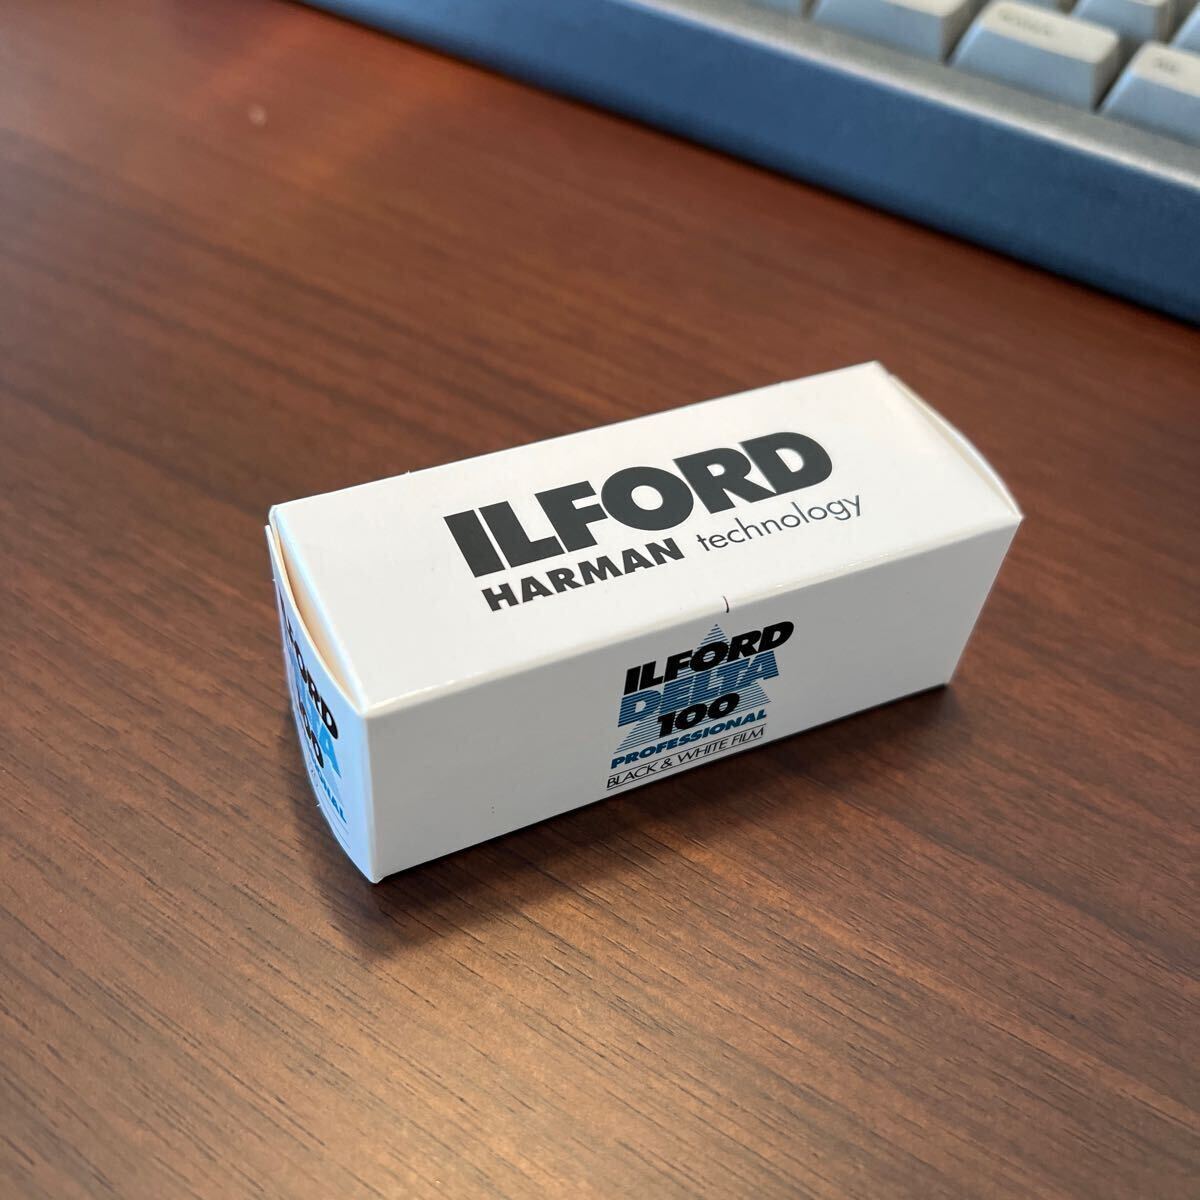 ILFORD
HARMAN technology
ILFORD
DELTA
100
PROFESSIONAL
BLACK & WHITE FILM